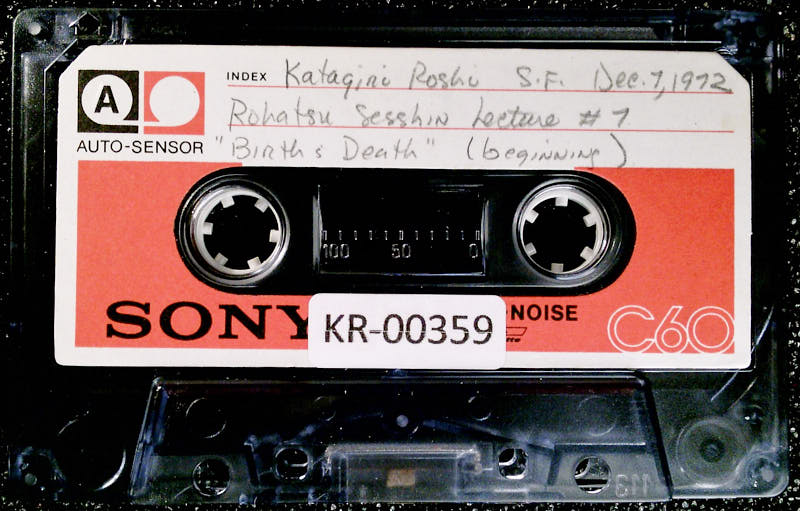 INDEX Katagiri Roshi S.F. Dec. 7, 1972
A Rohatsu Sesshin Lecture # 7
AUTO-SENSOR "Birth & Death" (beginning)
100 50 0
SONY NOISE C60
KR-00359
113